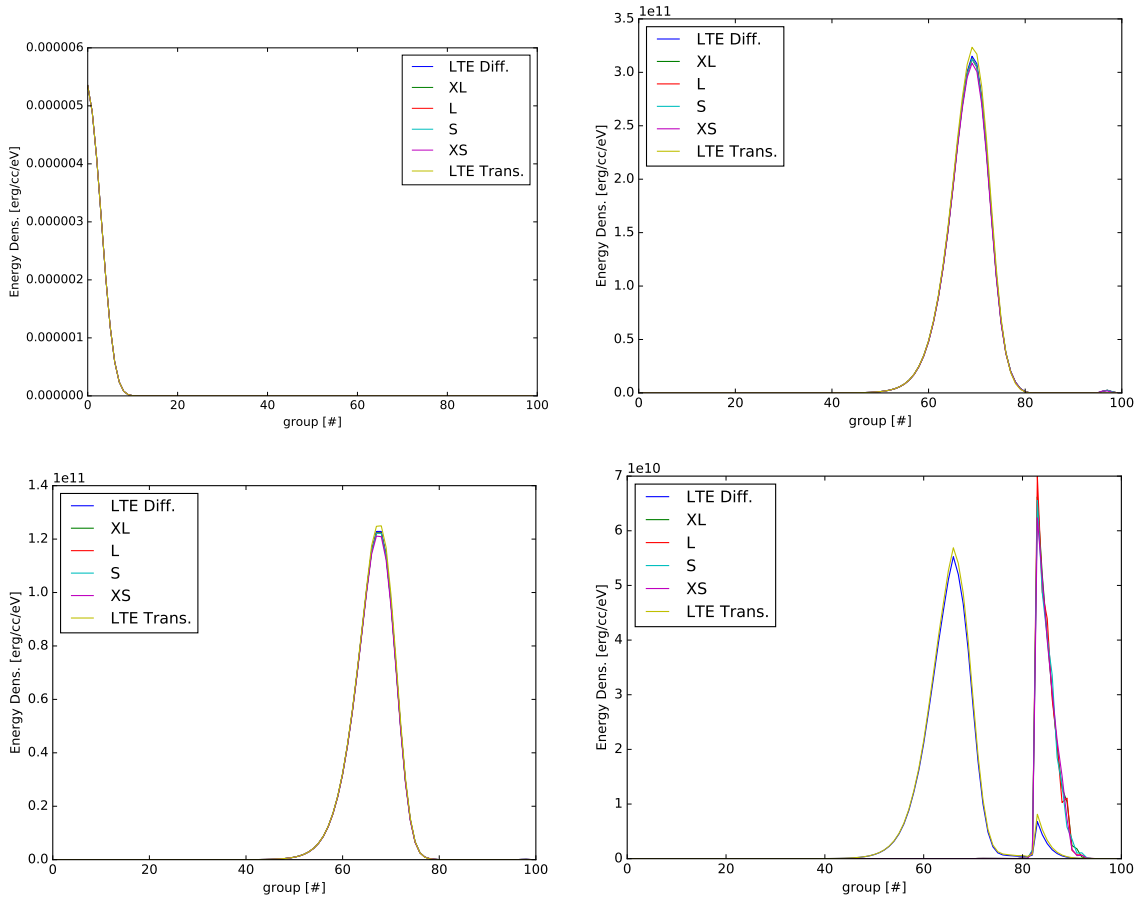 0.000006
0.000005
0.000004
0.000003
0.000002
0.000001
0.000000
Energy Dens. [erg/cc/eV]
LTE Diff.
XL
L
S
XS
LTE Trans.
0 20 40 60 80 100
group [#]
1e11
3.5
3.0
2.5
2.0
1.5
1.0
0.5
0.0
Energy Dens. [erg/cc/eV]
LTE Diff.
XL
L
S
XS
LTE Trans.
0 20 40 60 80 100
group [#]
1e11
1.4
1.2
1.0
0.8
0.6
0.4
0.2
0.0
Energy Dens. [erg/cc/eV]
LTE Diff.
XL
L
S
XS
LTE Trans.
0 20 40 60 80 100
group [#]
1e10
7
6
5
4
3
2
1
0
Energy Dens. [erg/cc/eV]
LTE Diff.
XL
L
S
XS
LTE Trans.
0 20 40 60 80 100
group [#]